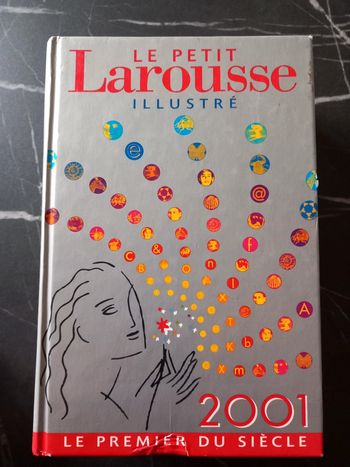 LE PETIT
Larousse
ILLUSTRÉ
e
@
C
&
f
B
o
n
l
x
A
f
K
b
x
m
2001
LE PREMIER DU SIÈCLE